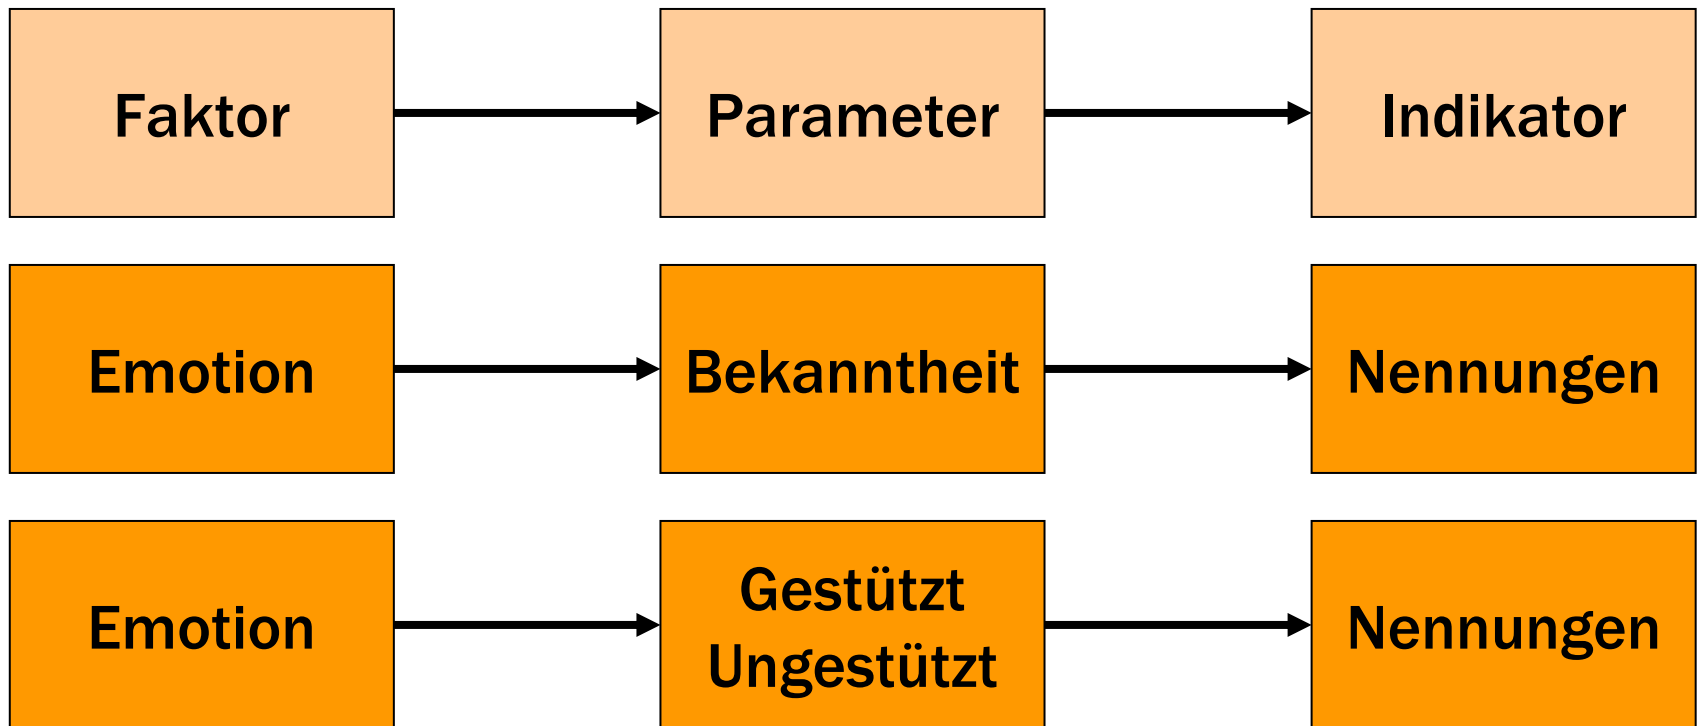 Faktor
Parameter
Indikator
Emotion
Bekanntheit
Nennungen
Emotion
Gestützt
Ungestützt
Nennungen